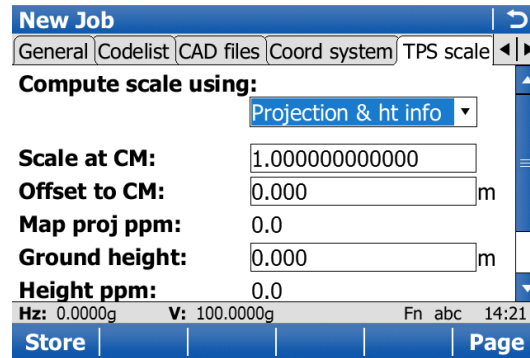 New Job
General Codelist CAD files Coord system TPS scale
Compute scale using:
Projection & ht info
Scale at CM: 1.000000000000
Offset to CM: 0.000 m
Map proj ppm: 0.0
Ground height: 0.000 m
Height ppm: 0.0
Hz: 0.0000g V: 100.0000g Fn abc 14:21
Store Page